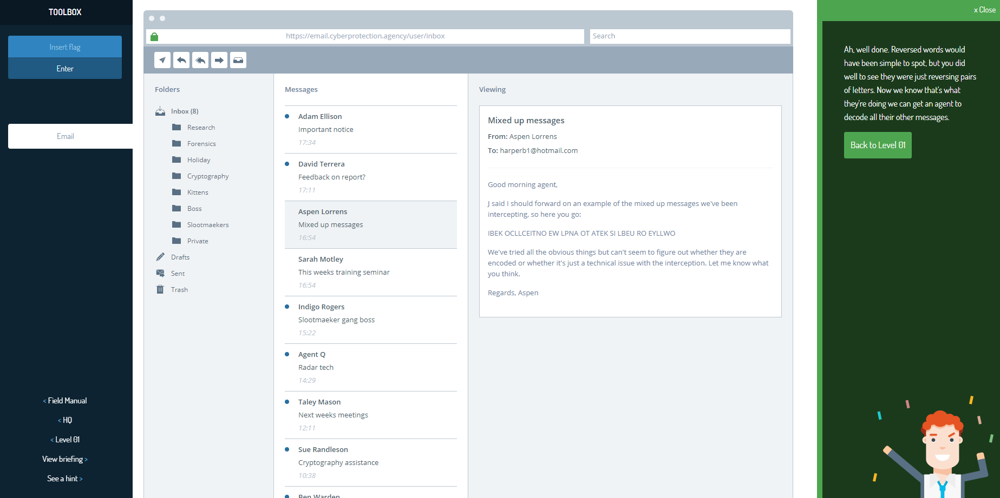 TOOLBOX
Insert flag
Enter
Email
< Field Manual
< HQ
< Level 01
View briefing >
See a hint >
https://email.cyberprotection.agency/user/inbox
Search
Folders
Inbox (8)
Research
Forensics
Holiday
Cryptography
Kittens
Boss
Slootmaekers
Private
Drafts
Sent
Trash
Messages
Adam Ellison
Important notice
17:34
David Terrera
Feedback on report?
17:11
Aspen Lorrens
Mixed up messages
16:54
Sarah Motley
This weeks training seminar
16:54
Indigo Rogers
Slootmaeker gang boss
15:22
Agent Q
Radar tech
14:29
Taley Mason
Next weeks meetings
12:11
Sue Randleson
Cryptography assistance
10:38
Ben Warden
Viewing
Mixed up messages
From: Aspen Lorrens
To: harperb1@hotmail.com
Good morning agent,
J said I should forward on an example of the mixed up messages we've been
intercepting, so here you go:
IBEK OCLLCEITNO EW LPNA OT ATEK SI LBEU RO EYLLWO
We've tried all the obvious things but can't seem to figure out whether they are
encoded or whether it's just a technical issue with the interception. Let me know what
you think.
Regards, Aspen
x Close
Ah, well done. Reversed words would
have been simple to spot, but you did
well to see they were just reversing pairs
of letters. Now we know that's what
they're doing we can get an agent to
decode all their other messages.
Back to Level 01